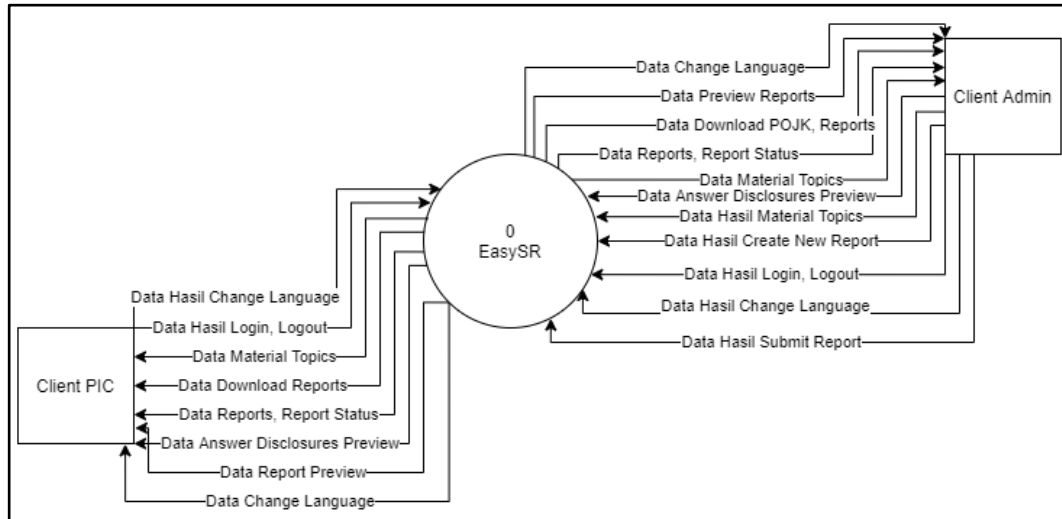 Data Change Language
Data Preview Reports
Client Admin
Data Download POJK, Reports
Data Reports, Report Status
Data Material Topics
Data Answer Disclosures Preview
Data Hasil Material Topics
0
EasySR
Data Hasil Create New Report
Data Hasil Login, Logout
Data Hasil Change Language
Data Hasil Submit Report
Data Hasil Change Language
Data Hasil Login, Logout
Data Material Topics
Client PIC
Data Download Reports
Data Reports, Report Status
Data Answer Disclosures Preview
Data Report Preview
Data Change Language